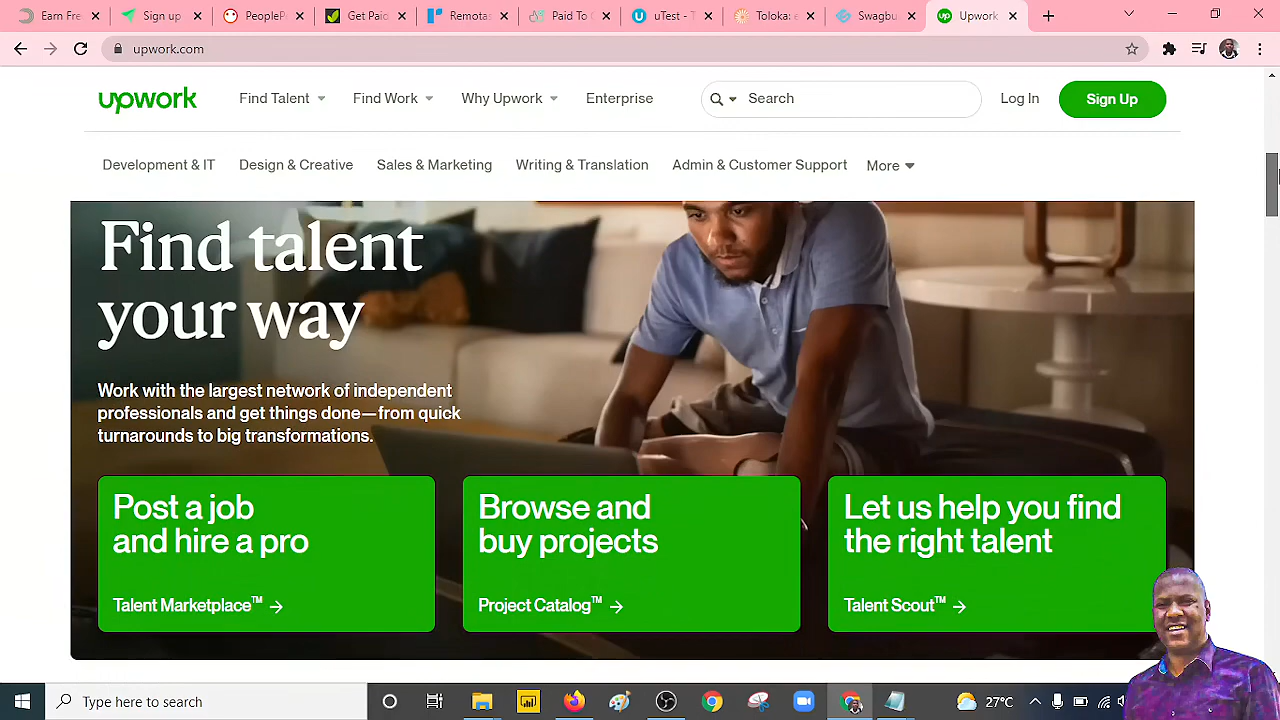 Earn Fre
Sign up
PeopleP
Get Paid
Remotas
Paid To C
uTest - T
Toloka: e
Swagbu
Upwork
upwork.com
upwork
Find Talent
Find Work
Why Upwork
Enterprise
Search
Log In
Sign Up
Development & IT
Design & Creative
Sales & Marketing
Writing & Translation
Admin & Customer Support
More
Find talent
your way
Work with the largest network of independent
professionals and get things done—from quick
turnarounds to big transformations.
Post a job
and hire a pro
Talent Marketplace™ →
Browse and
buy projects
Project Catalog™ →
Let us help you find
the right talent
Talent Scout™ →
Type here to search
27°C